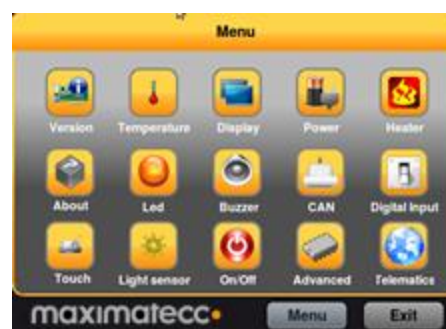 Menu
Version Temperature Display Power Heater
About Led Buzzer CAN Digital Input
Touch Light sensor On/Off Advanced Telematics
maximatecc Menu Exit